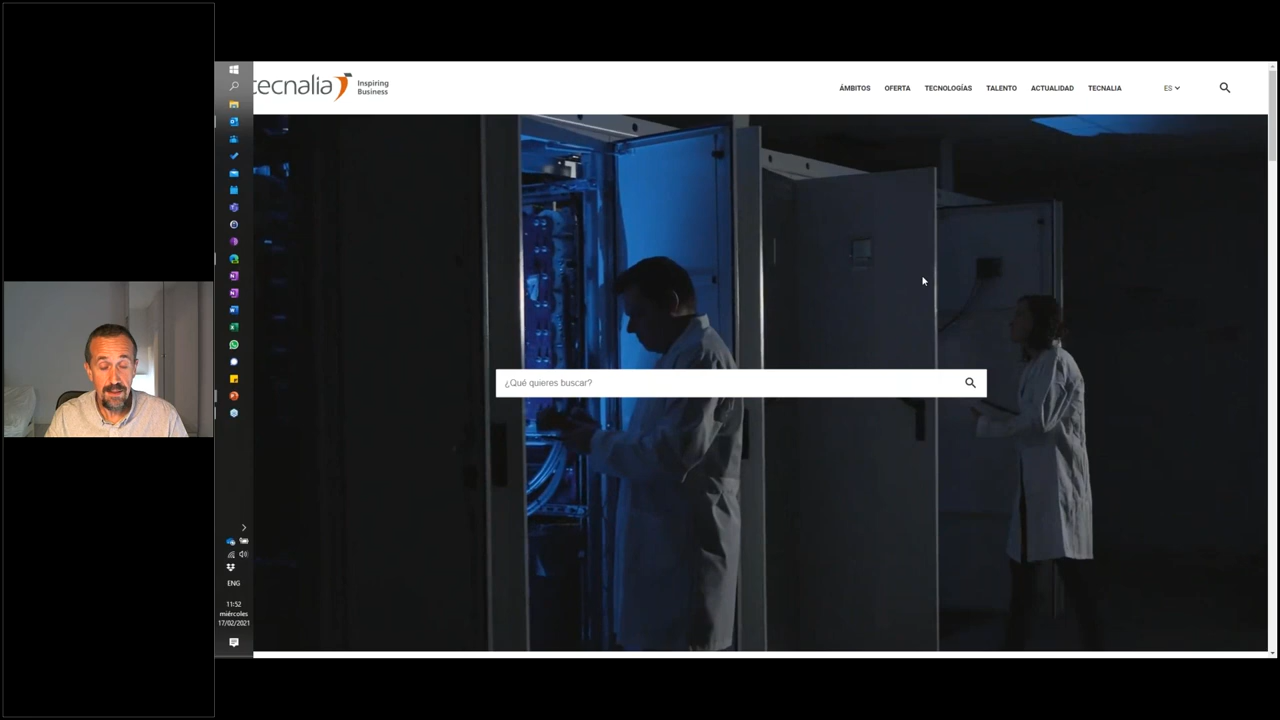 tecnalia
Inspiring
Business
ÁMBITOS OFERTA TECNOLOGÍAS TALENTO ACTUALIDAD TECNALIA ES
¿Qué quieres buscar?
ENG
11:52
miércoles
17/02/2021